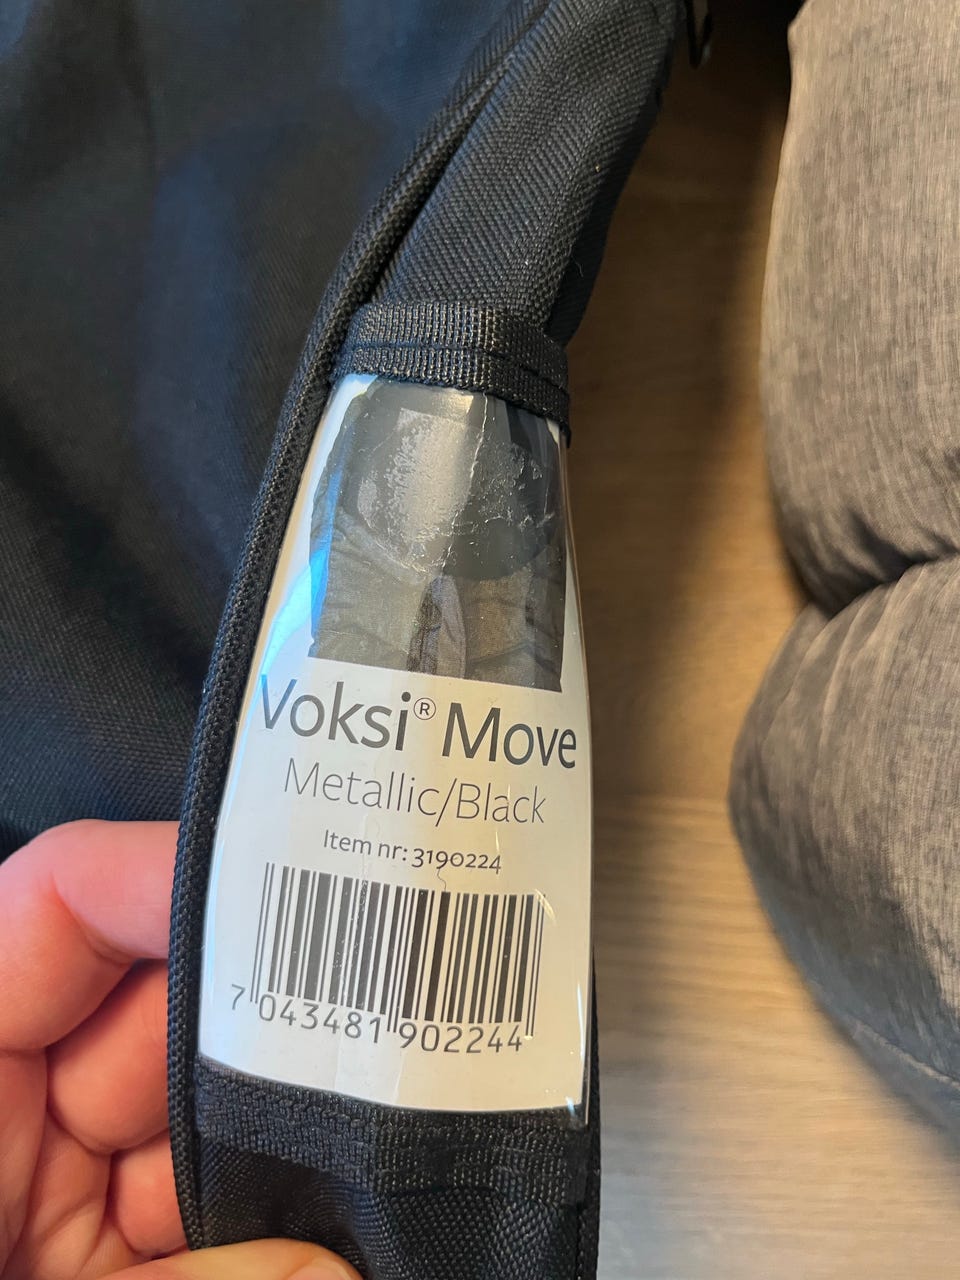 Voksi® Move
Metallic/Black
Item nr: 3190224
7 043481 902244